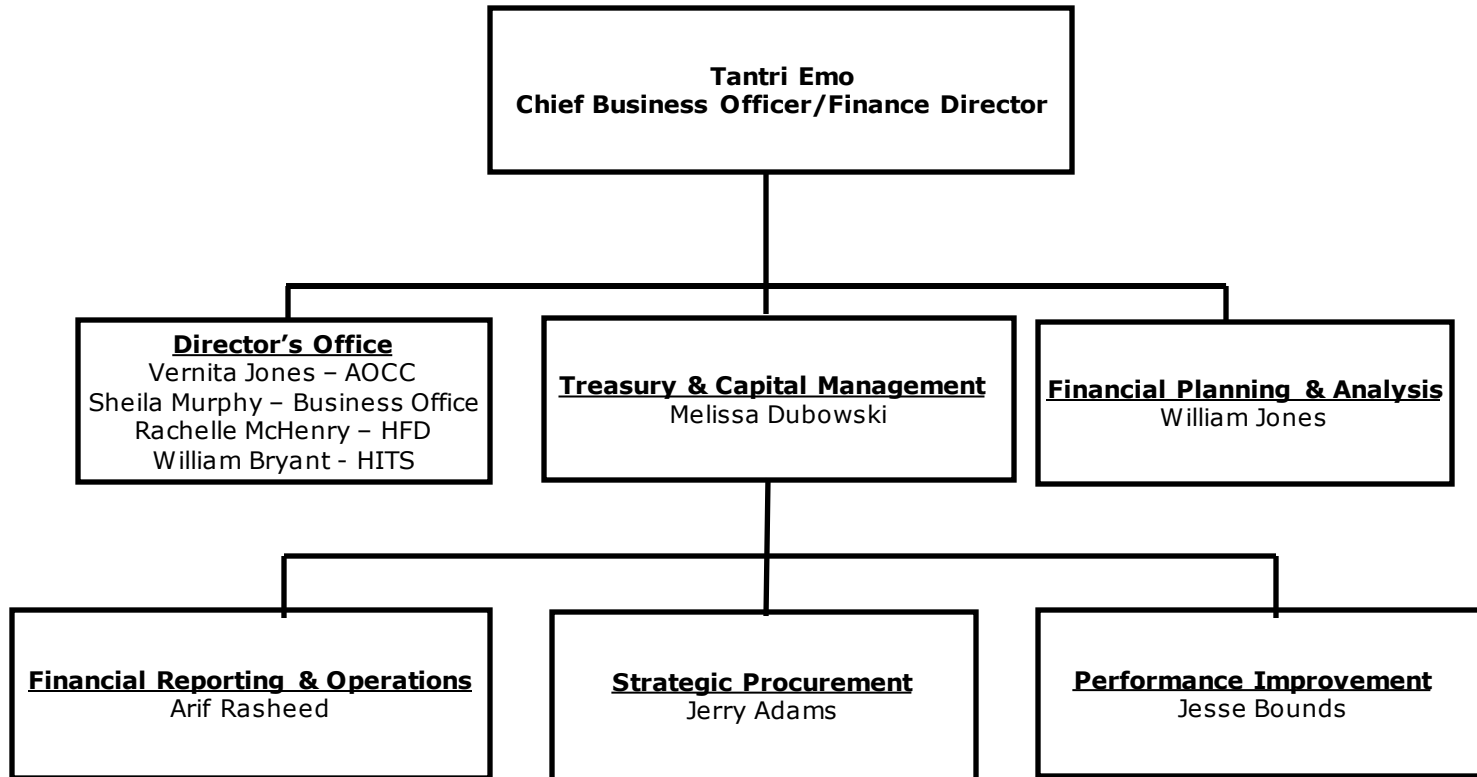 Tantri Emo
Chief Business Officer/Finance Director
Director’s Office
Vernita Jones – AOCC
Sheila Murphy – Business Office
Rachelle McHenry – HFD
William Bryant - HITS
Treasury & Capital Management
Melissa Dubowski
Financial Planning & Analysis
William Jones
Financial Reporting & Operations
Arif Rasheed
Strategic Procurement
Jerry Adams
Performance Improvement
Jesse Bounds